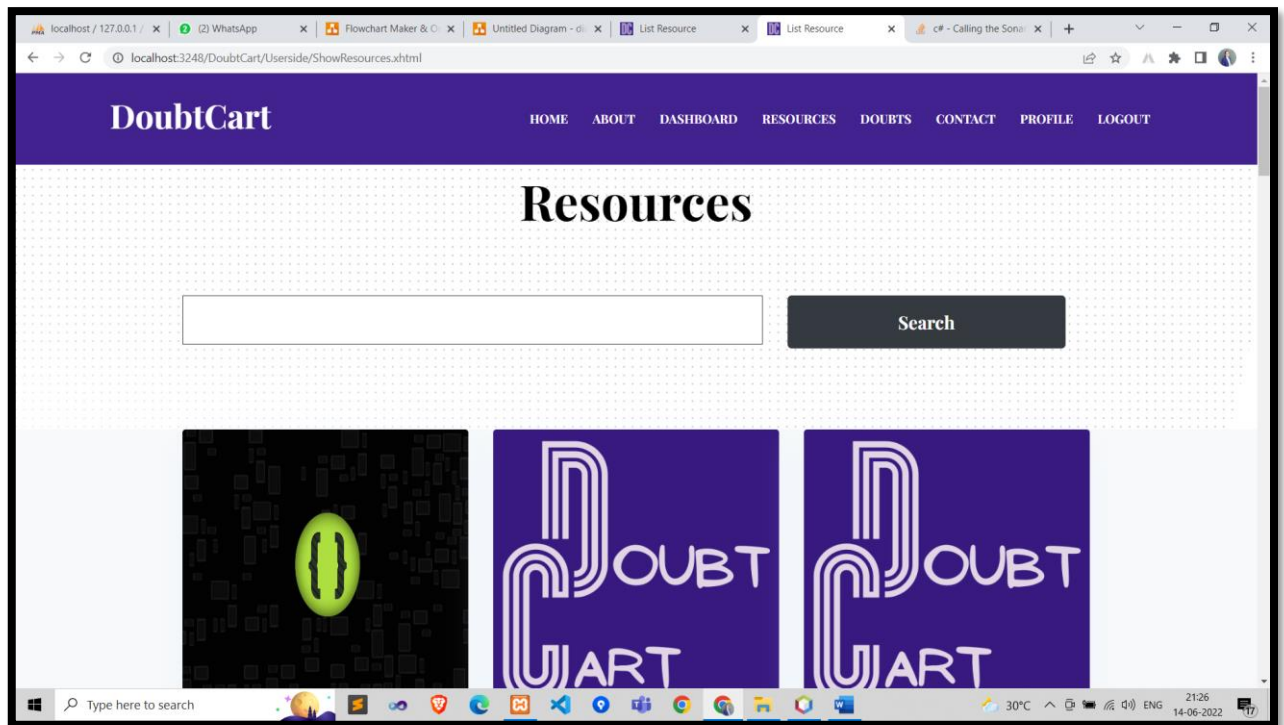 localhost / 127.0.0.1 /
(2) WhatsApp
Flowchart Maker & O
Untitled Diagram - d
List Resource
List Resource
c# - Calling the Sona
localhost:3248/DoubtCart/Userside/ShowResources.xhtml
DoubtCart
HOME ABOUT DASHBOARD RESOURCES DOUBTS CONTACT PROFILE LOGOUT
Resources
Search
{}
DOUBT
CART
DOUBT
CART
Type here to search
30°C
ENG
21:26
14-06-2022
17